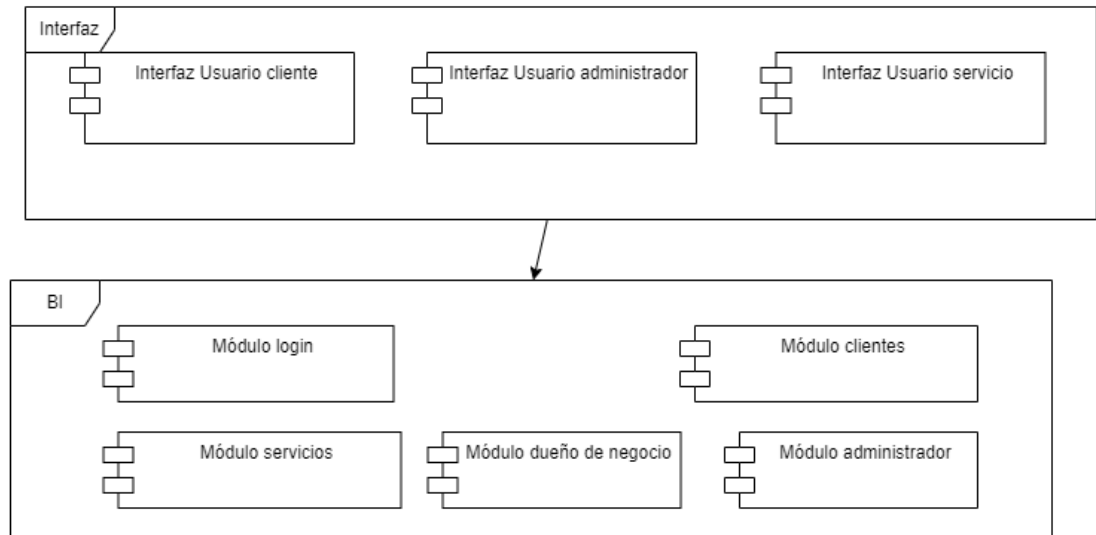 Interfaz
Interfaz Usuario cliente
Interfaz Usuario administrador
Interfaz Usuario servicio
BI
Módulo login
Módulo clientes
Módulo servicios
Módulo dueño de negocio
Módulo administrador